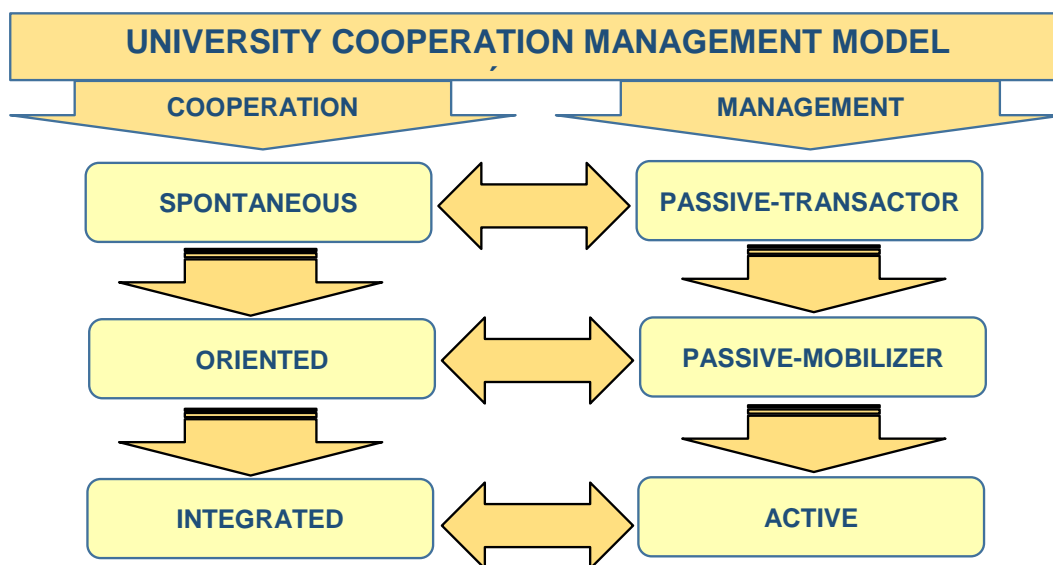 UNIVERSITY COOPERATION MANAGEMENT MODEL
COOPERATION
MANAGEMENT
SPONTANEOUS
PASSIVE-TRANSACTOR
ORIENTED
PASSIVE-MOBILIZER
INTEGRATED
ACTIVE